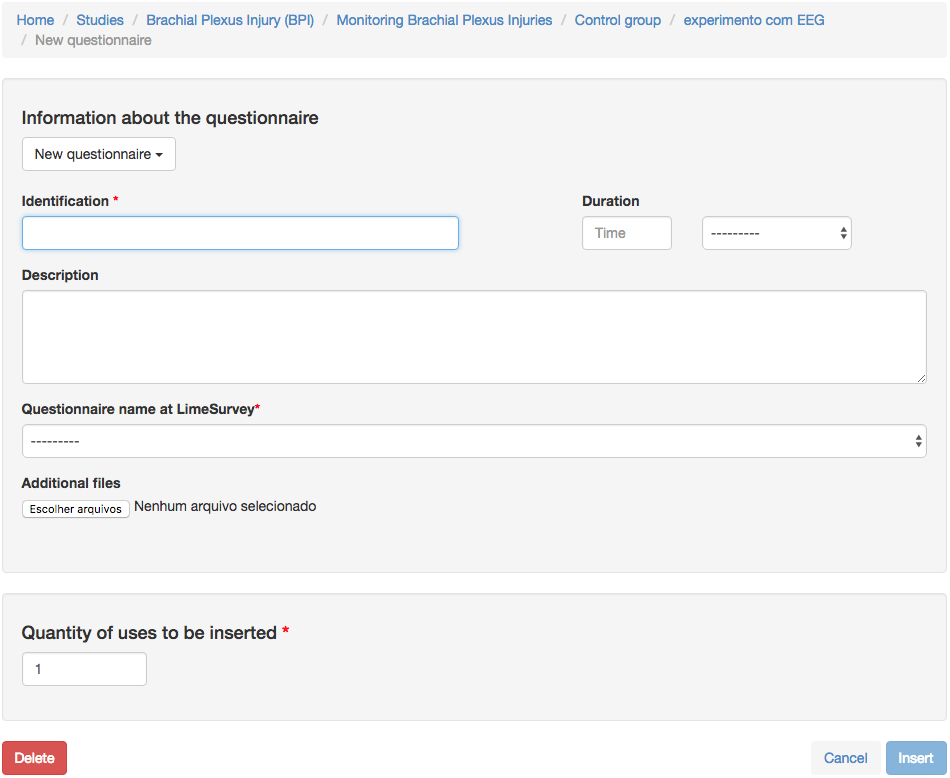 Home / Studies / Brachial Plexus Injury (BPI) / Monitoring Brachial Plexus Injuries / Control group / experimento com EEG
/ New questionnaire
Information about the questionnaire
New questionnaire
Identification *
Duration
Time
---------
Description
Questionnaire name at LimeSurvey*
---------
Additional files
Escolher arquivos Nenhum arquivo selecionado
Quantity of uses to be inserted *
1
Delete
Cancel
Insert